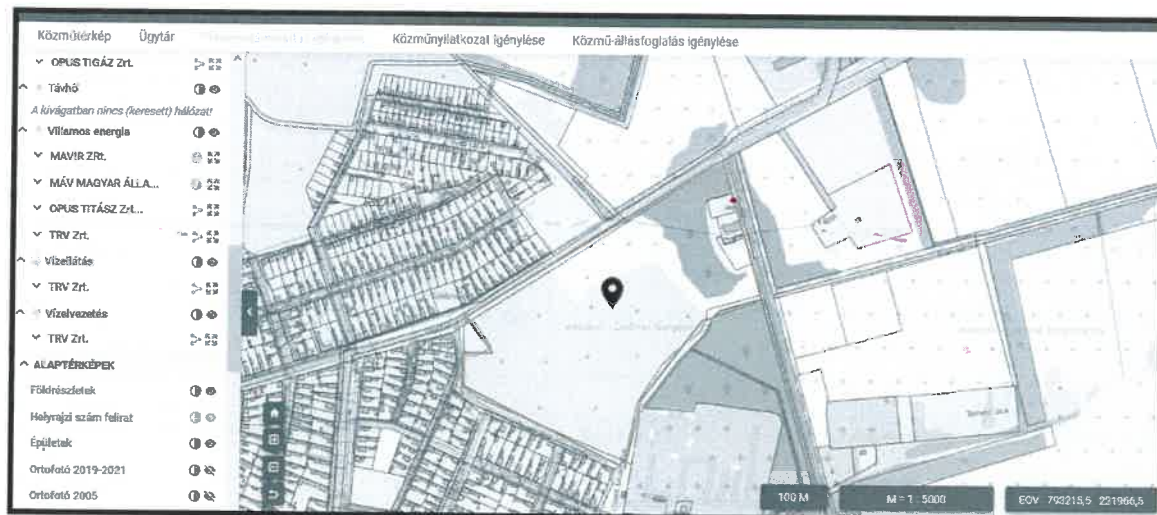 Közműtérkép Ügytár Közműnyilatkozat igénylése Közmű-állásfoglalás igénylése
OPUS TIGÁZ Zrt.
Távhő
A kivágatban nincs (keresett) hálózat!
Villamos energia
MAVIR ZRt.
MÁV MAGYAR ÁLLA...
OPUS TITÁSZ Zrt...
TRV Zrt.
Vízellátás
TRV Zrt.
Vízelvezetés
TRV Zrt.
ALAPTÉRKÉPEK
Földrészletek
Helyrajzi szám felirat
Épületek
Ortofotó 2019-2021
Ortofotó 2005
100 M M = 1 : 5000 EOV 793215,5 221966,5